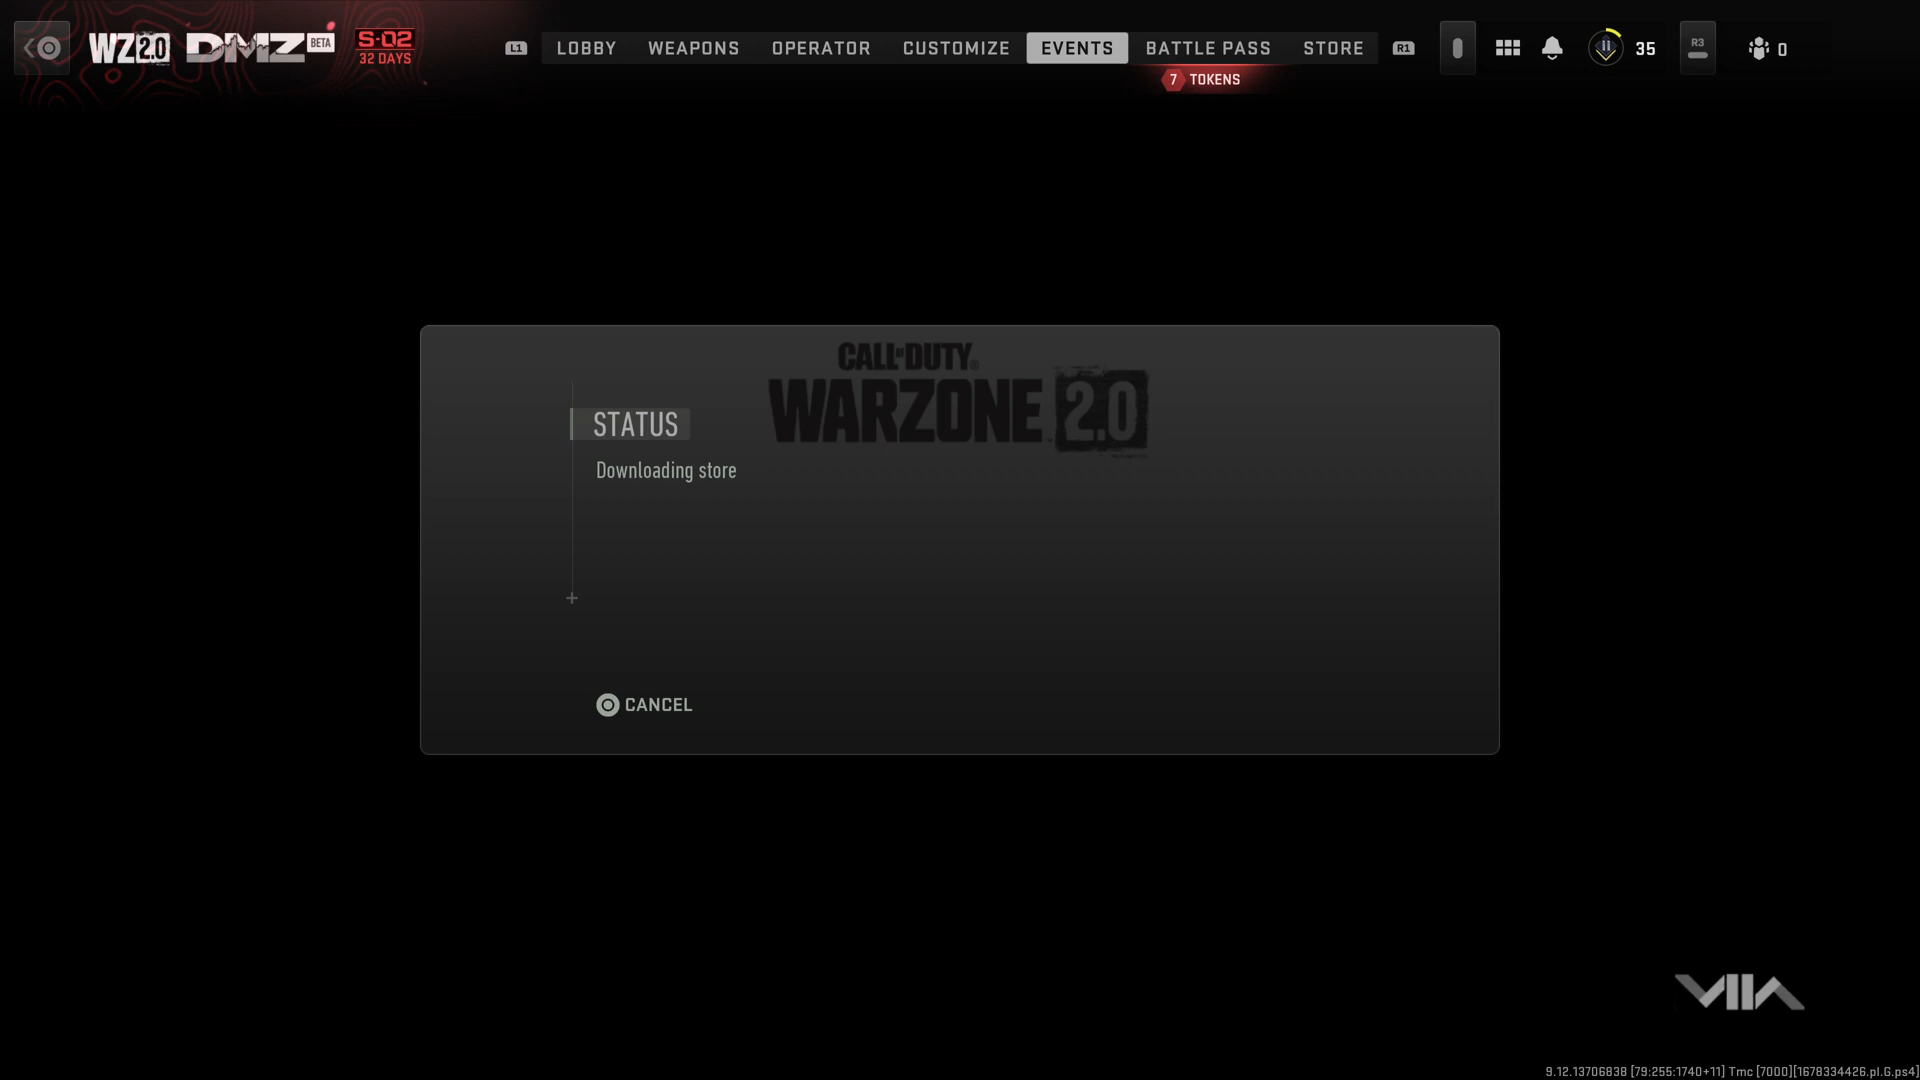 WZ2.0 DMZ BETA S-02
32 DAYS
L1 LOBBY WEAPONS OPERATOR CUSTOMIZE EVENTS BATTLE PASS STORE R1
35
R3
0
7 TOKENS
CALL OF DUTY®
WARZONE 2.0
STATUS
Downloading store
CANCEL
9.12.13706838 [79:255:1740+11] Tmc [7000][1678334426.pl.G.ps4]